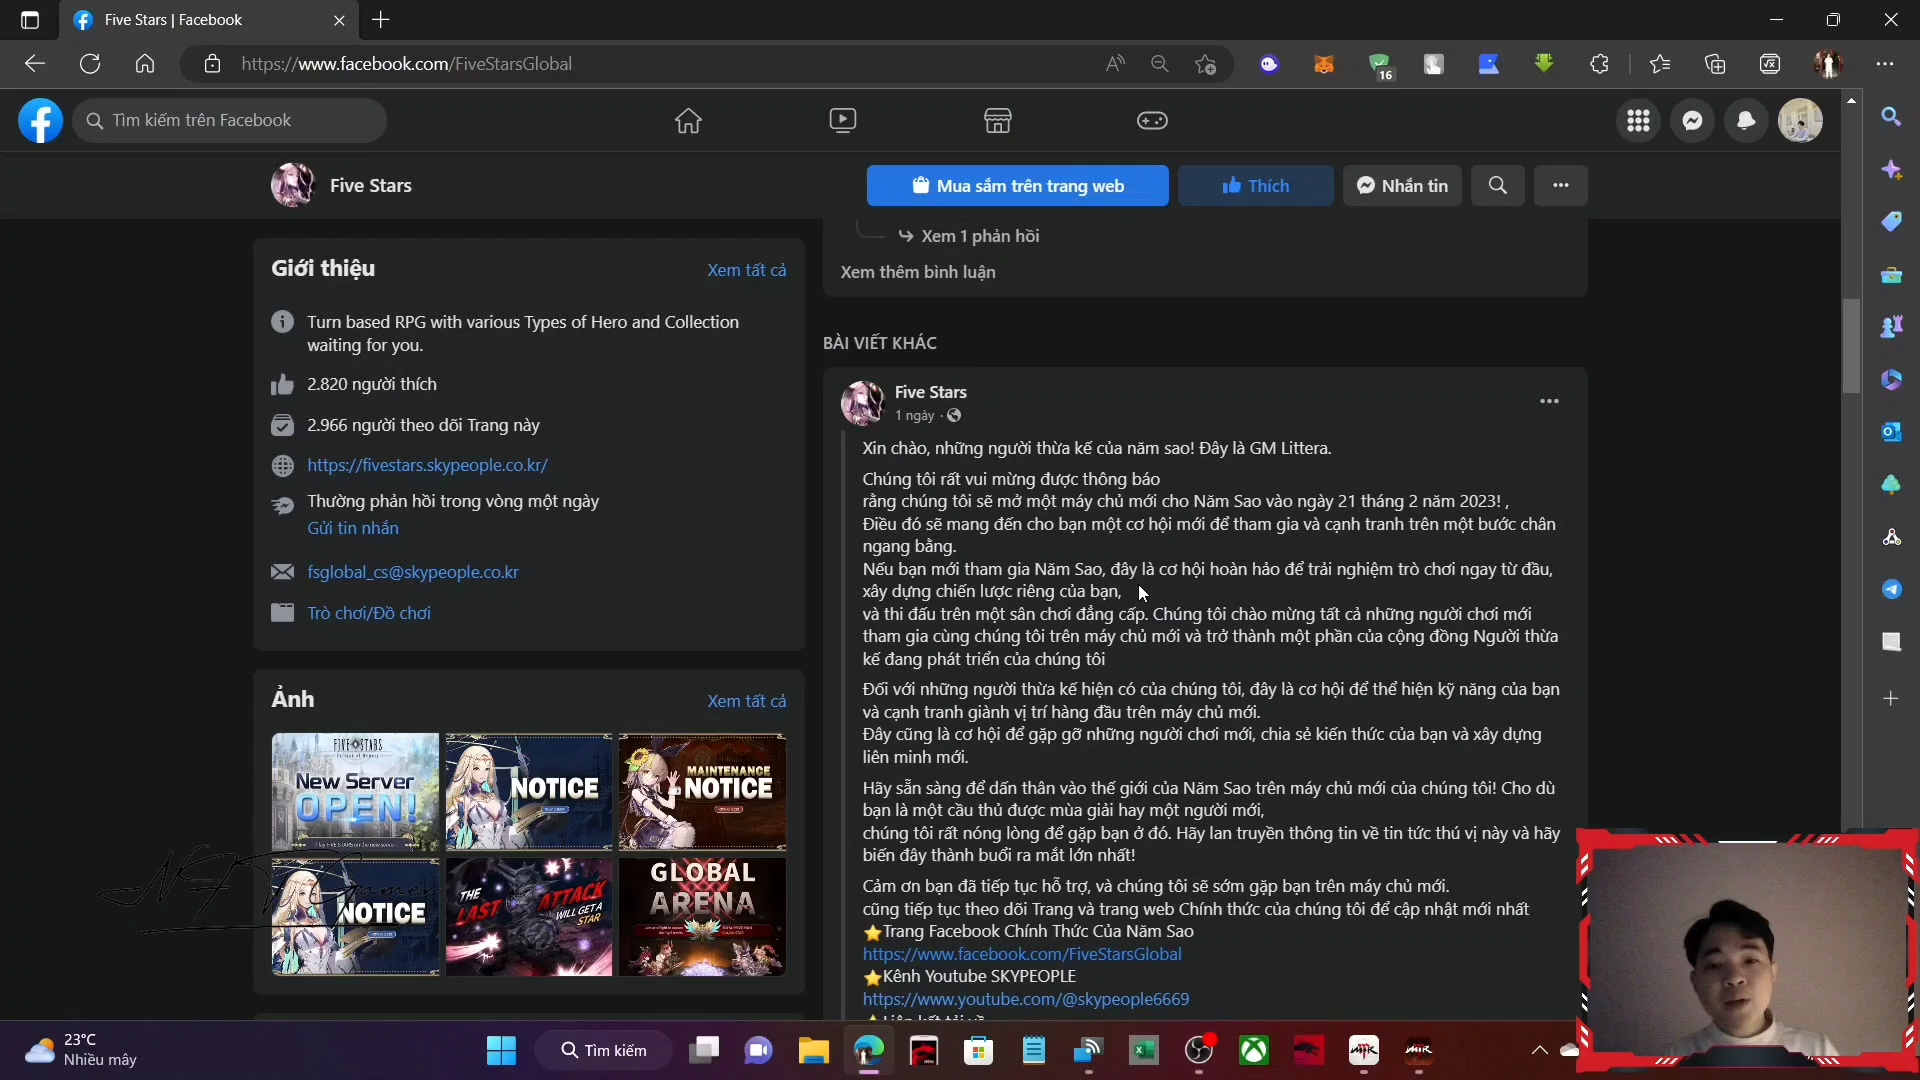 Five Stars | Facebook
https://www.facebook.com/FiveStarsGlobal
16
Tìm kiếm trên Facebook
Five Stars
Mua sắm trên trang web
Thích
Nhắn tin
Giới thiệu
Xem tất cả
Turn based RPG with various Types of Hero and Collection
waiting for you.
2.820 người thích
2.966 người theo dõi Trang này
https://fivestars.skypeople.co.kr/
Thường phản hồi trong vòng một ngày
Gửi tin nhắn
fsglobal_cs@skypeople.co.kr
Trò chơi/Đồ chơi
Ảnh
Xem tất cả
FIVE STARS
New Server
OPEN!
Play FIVE STARS on the new server
NOTICE
MAINTENANCE
NOTICE
NOTICE
THE
LAST ATTACK
WILL GET A
STAR
GLOBAL
ARENA
Xem 1 phản hồi
Xem thêm bình luận
BÀI VIẾT KHÁC
Five Stars
1 ngày ·
Xin chào, những người thừa kế của năm sao! Đây là GM Littera.
Chúng tôi rất vui mừng được thông báo
rằng chúng tôi sẽ mở một máy chủ mới cho Năm Sao vào ngày 21 tháng 2 năm 2023! ,
Điều đó sẽ mang đến cho bạn một cơ hội mới để tham gia và cạnh tranh trên một bước chân
ngang bằng.
Nếu bạn mới tham gia Năm Sao, đây là cơ hội hoàn hảo để trải nghiệm trò chơi ngay từ đầu,
xây dựng chiến lược riêng của bạn,
và thi đấu trên một sân chơi đẳng cấp. Chúng tôi chào mừng tất cả những người chơi mới
tham gia cùng chúng tôi trên máy chủ mới và trở thành một phần của cộng đồng Người thừa
kế đang phát triển của chúng tôi
Đối với những người thừa kế hiện có của chúng tôi, đây là cơ hội để thể hiện kỹ năng của bạn
và cạnh tranh giành vị trí hàng đầu trên máy chủ mới.
Đây cũng là cơ hội để gặp gỡ những người chơi mới, chia sẻ kiến thức của bạn và xây dựng
liên minh mới.
Hãy sẵn sàng để dấn thân vào thế giới của Năm Sao trên máy chủ mới của chúng tôi! Cho dù
bạn là một cầu thủ được mùa giải hay một người mới,
chúng tôi rất nóng lòng để gặp bạn ở đó. Hãy lan truyền thông tin về tin tức thú vị này và hãy
biến đây thành buổi ra mắt lớn nhất!
Cảm ơn bạn đã tiếp tục hỗ trợ, và chúng tôi sẽ sớm gặp bạn trên máy chủ mới.
cũng tiếp tục theo dõi Trang và trang web Chính thức của chúng tôi để cập nhật mới nhất
⭐Trang Facebook Chính Thức Của Năm Sao
https://www.facebook.com/FiveStarsGlobal
⭐Kênh Youtube SKYPEOPLE
https://www.youtube.com/@skypeople6669
23°C
Nhiều mây
Tìm kiếm